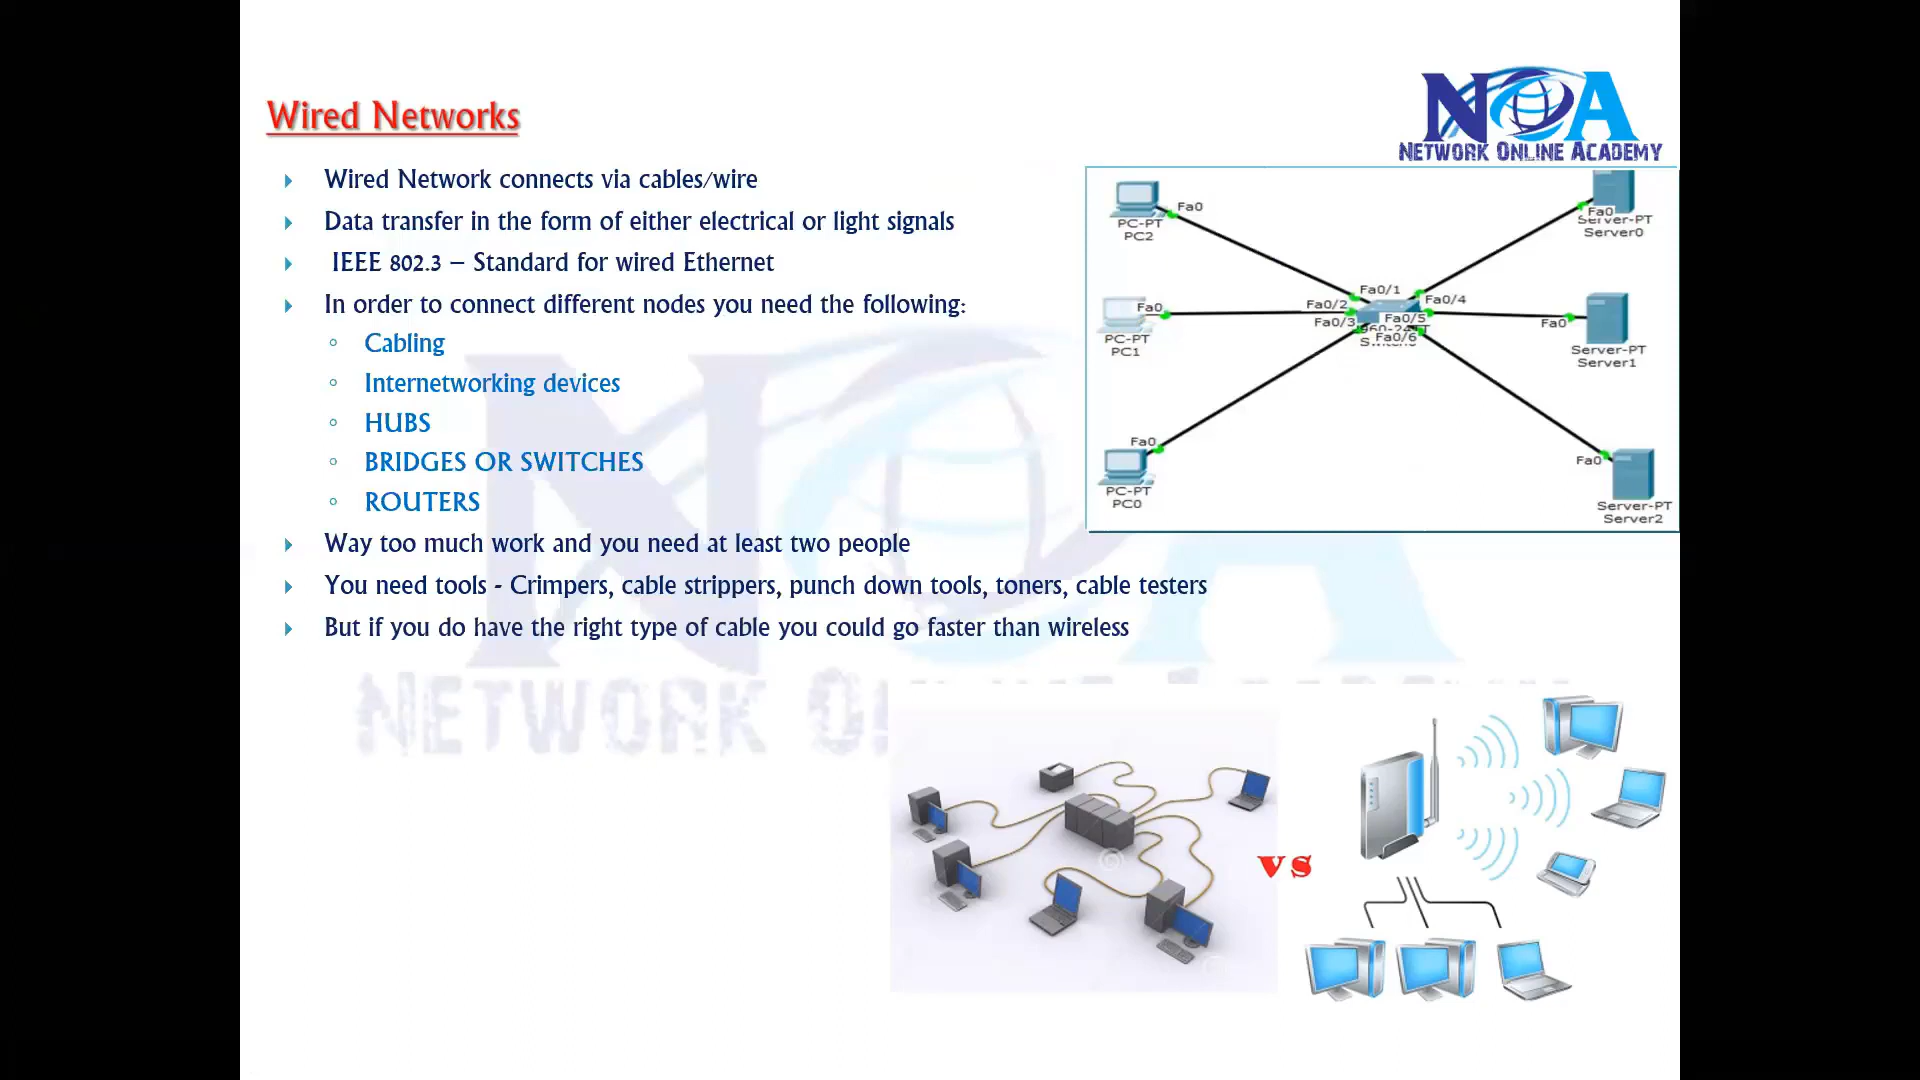 NOA
NETWORK ONLINE ACADEMY
Wired Networks
Wired Network connects via cables/wire
Data transfer in the form of either electrical or light signals
IEEE 802.3 – Standard for wired Ethernet
In order to connect different nodes you need the following:
Cabling
Internetworking devices
HUBS
BRIDGES OR SWITCHES
ROUTERS
Way too much work and you need at least two people
You need tools - Crimpers, cable strippers, punch down tools, toners, cable testers
But if you do have the right type of cable you could go faster than wireless
Fa0
PC-PT
PC2
Fa0
Server-PT
Server0
Fa0/1
Fa0/2
Fa0/3
Fa0/4
Fa0/5
Fa0/6
Fa0
PC-PT
PC1
Fa0
Server-PT
Server1
Fa0
PC-PT
PC0
Fa0
Server-PT
Server2
vs